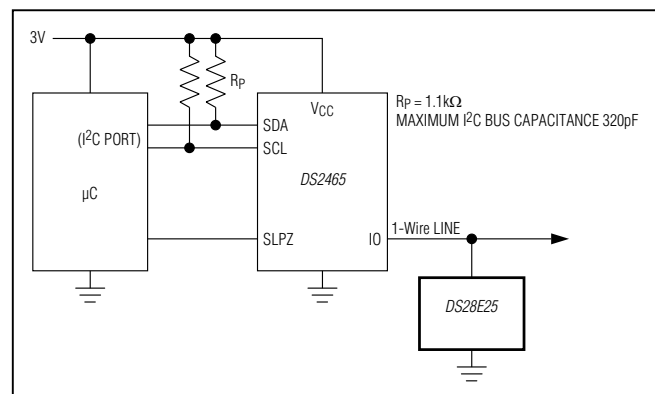 3V
RP
VCC
RP = 1.1kΩ
MAXIMUM I²C BUS CAPACITANCE 320pF
(I²C PORT)
SDA
SCL
DS2465
µC
1-Wire LINE
SLPZ
IO
DS28E25